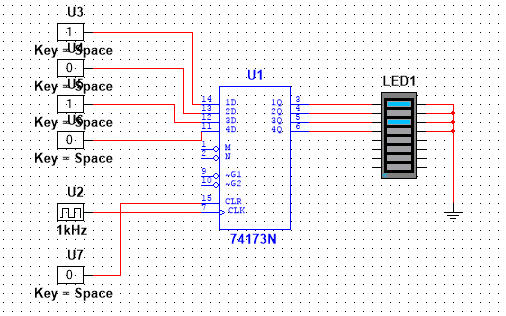 U3
1
Key = Space
U4
0
Key = Space
U5
1
Key = Space
U6
0
Key = Space
U2
1kHz
U7
0
Key = Space
U1
14 1D 1Q 3
13 2D 2Q 4
12 3D 3Q 5
11 4D 4Q 6
1 M
2 N
9 ~G1
10 ~G2
15 CLR
7 CLK
74173N
LED1